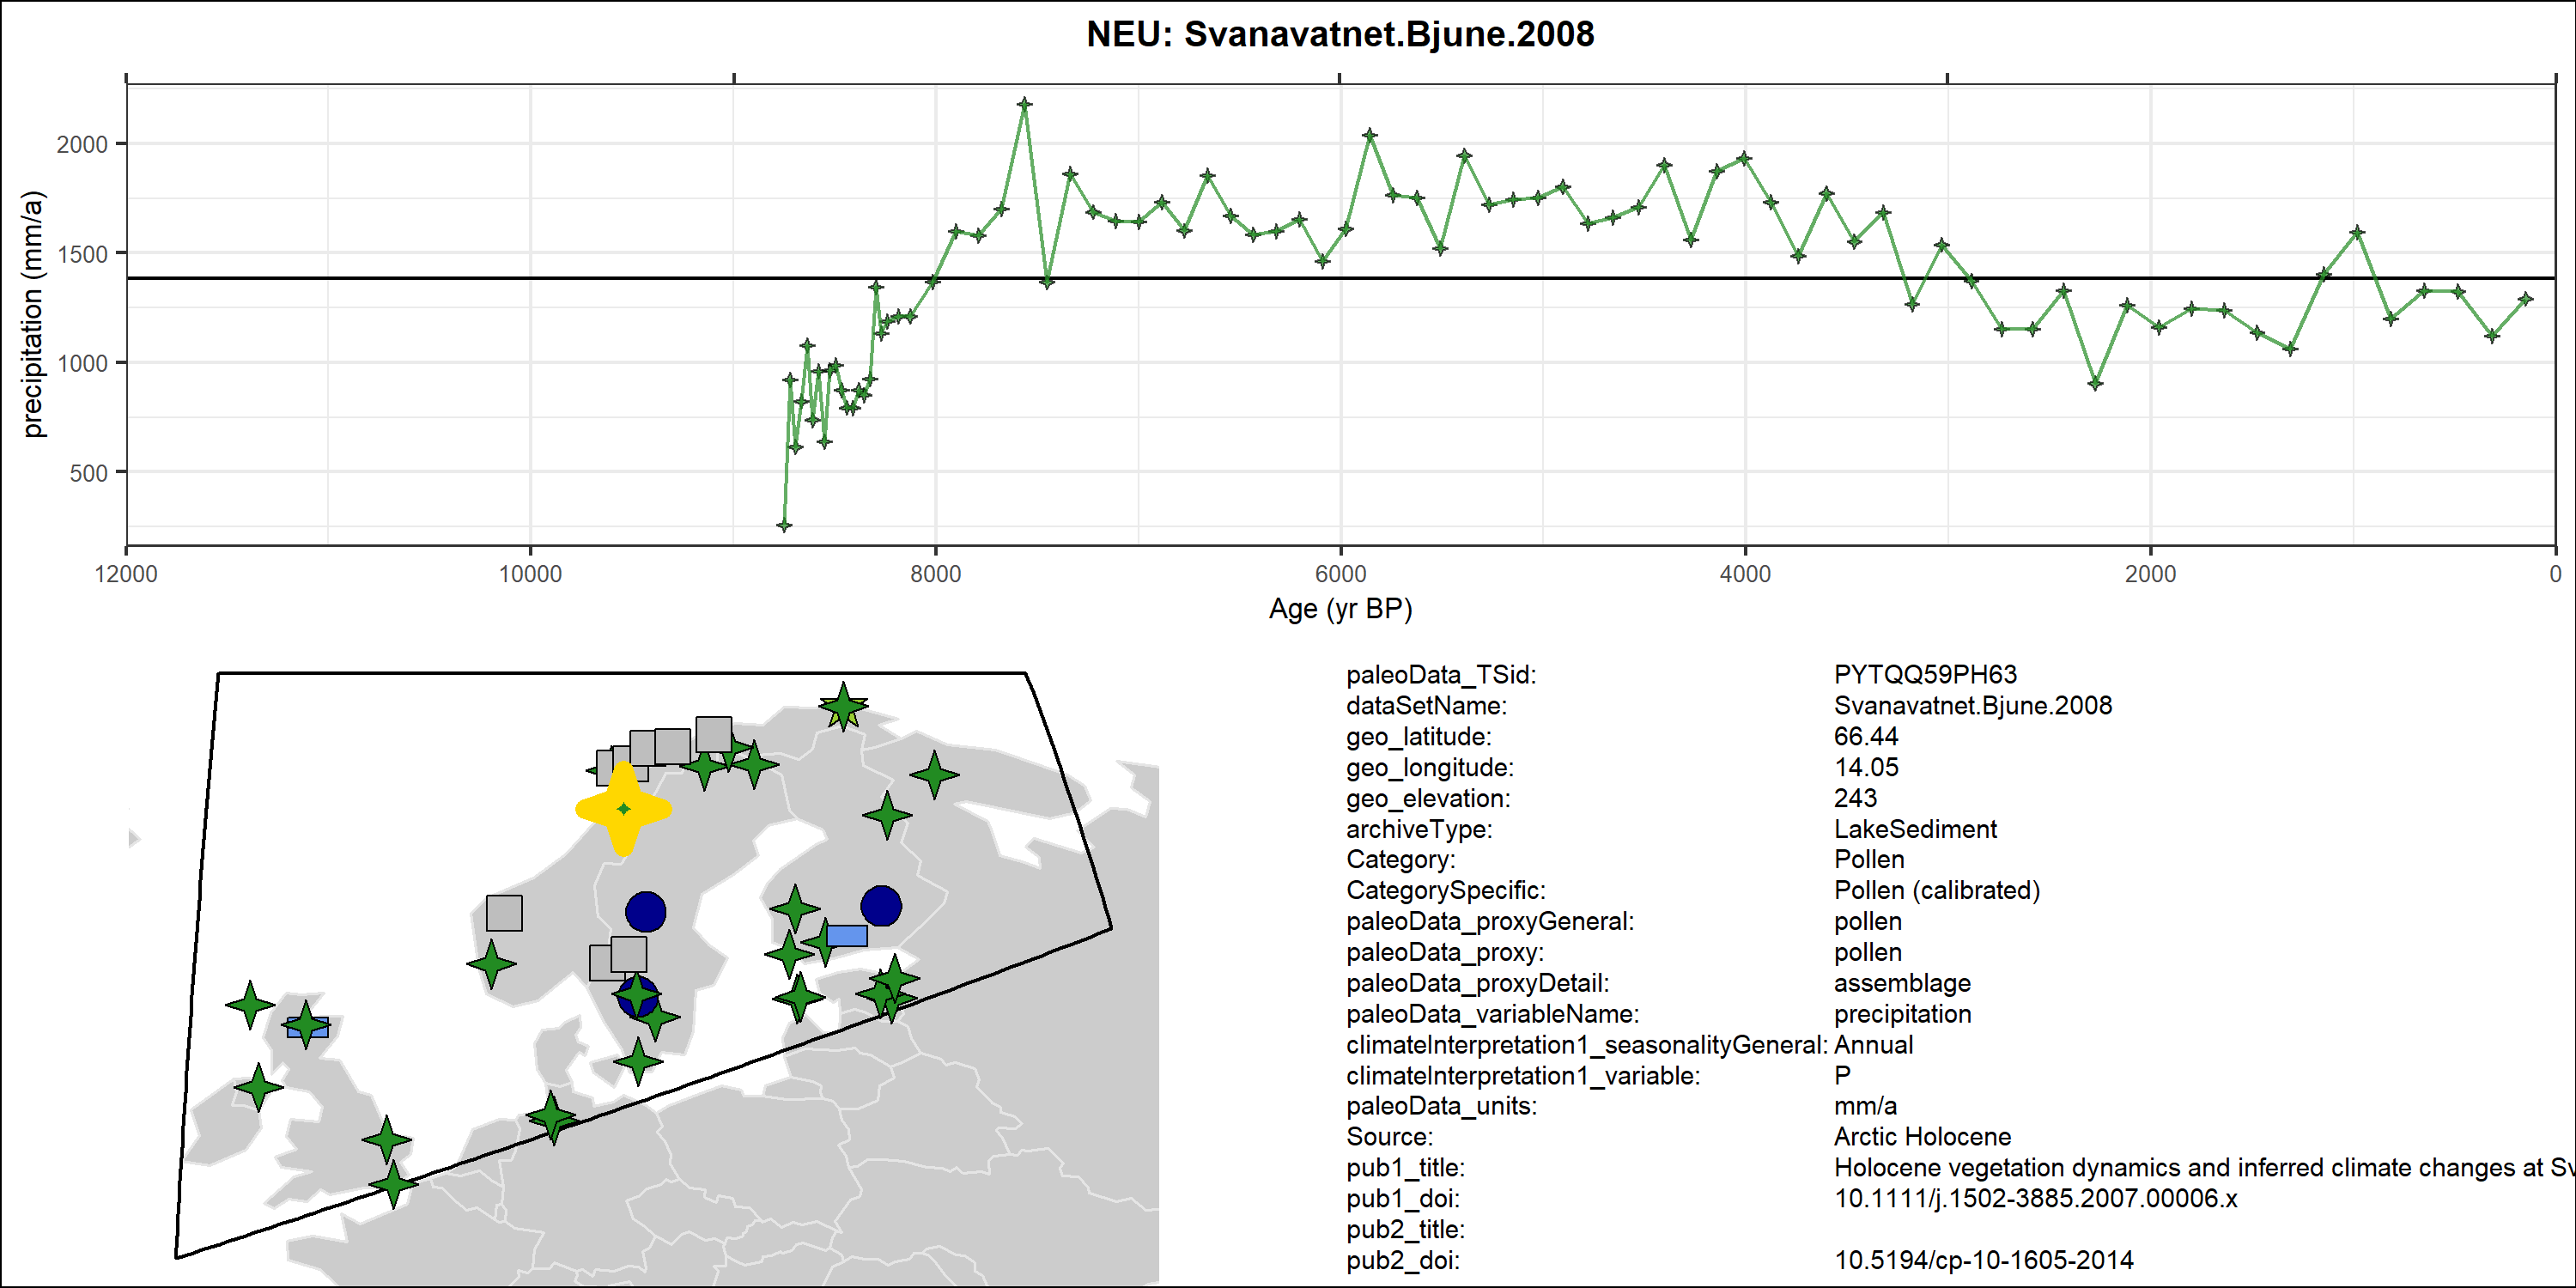 NEU: Svanavatnet.Bjune.2008
precipitation (mm/a)
2000
1500
1000
500
12000 10000 8000 6000 4000 2000 0
Age (yr BP)
paleoData_TSid: PYTQQ59PH63
dataSetName: Svanavatnet.Bjune.2008
geo_latitude: 66.44
geo_longitude: 14.05
geo_elevation: 243
archiveType: LakeSediment
Category: Pollen
CategorySpecific: Pollen (calibrated)
paleoData_proxyGeneral: pollen
paleoData_proxy: pollen
paleoData_proxyDetail: assemblage
paleoData_variableName: precipitation
climateInterpretation1_seasonalityGeneral: Annual
climateInterpretation1_variable: P
paleoData_units: mm/a
Source: Arctic Holocene
pub1_title: Holocene vegetation dynamics and inferred climate changes at Sv
pub1_doi: 10.1111/j.1502-3885.2007.00006.x
pub2_title:
pub2_doi: 10.5194/cp-10-1605-2014